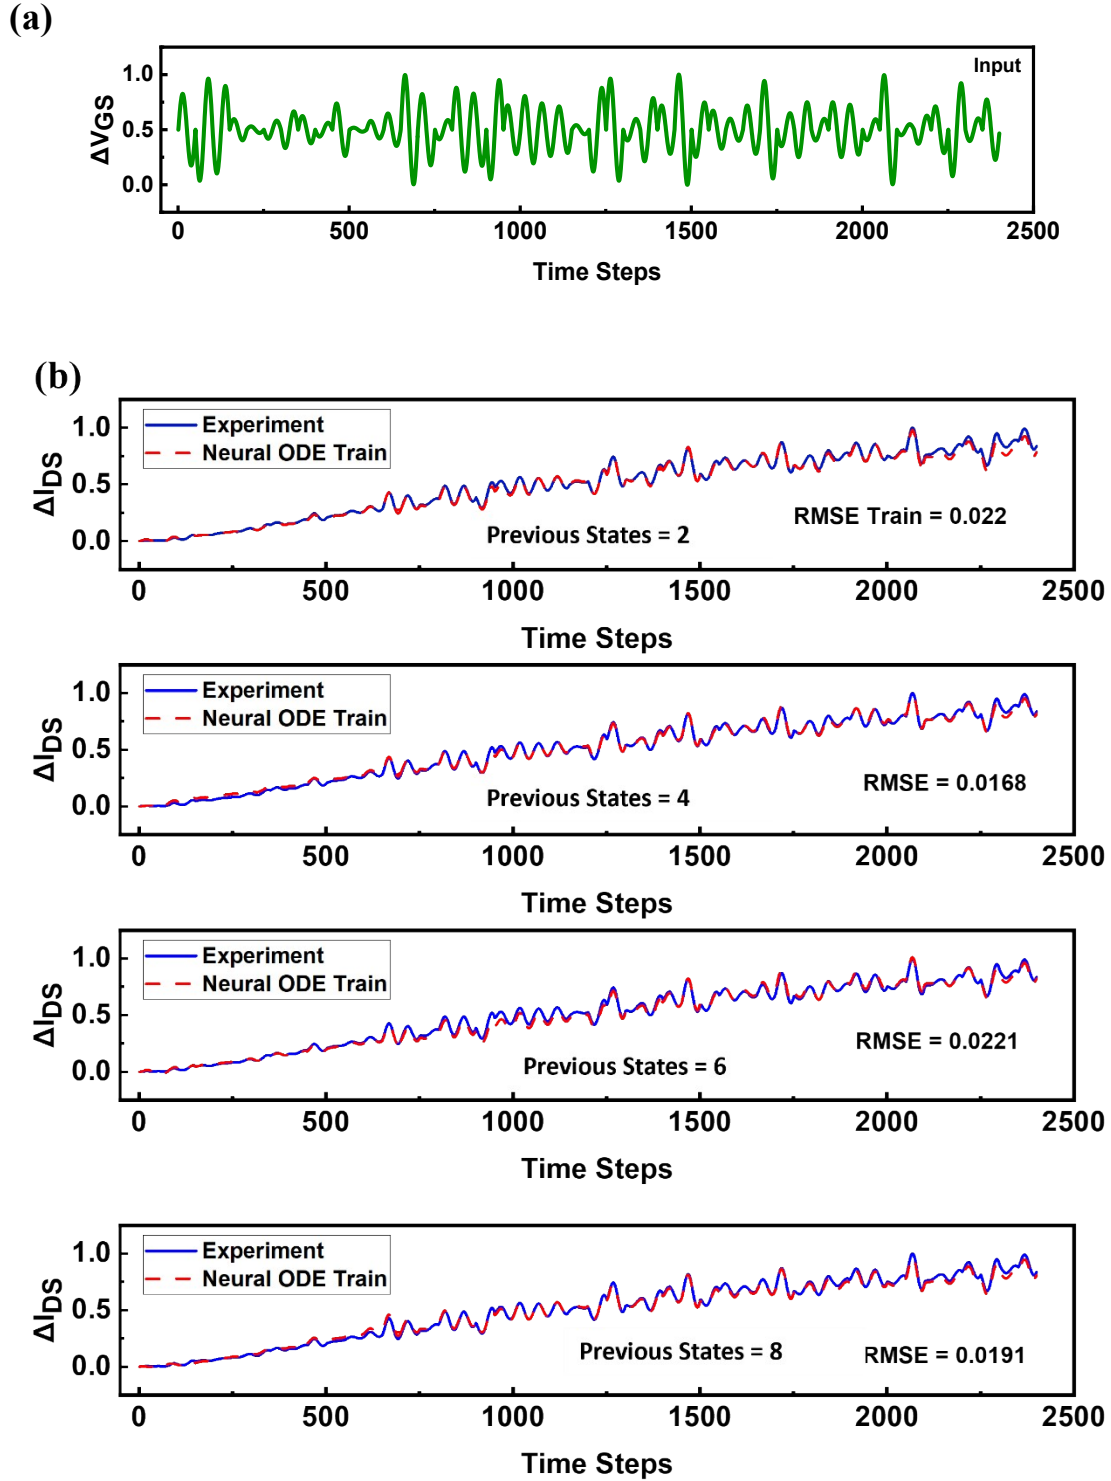 (a)
Input
ΔVGS
1.0
0.5
0.0
0 500 1000 1500 2000 2500
Time Steps
(b)
Experiment
Neural ODE Train
ΔIDS
1.0
0.5
0.0
Previous States = 2
RMSE Train = 0.022
0 500 1000 1500 2000 2500
Time Steps
Experiment
Neural ODE Train
ΔIDS
1.0
0.5
0.0
Previous States = 4
RMSE = 0.0168
0 500 1000 1500 2000 2500
Time Steps
Experiment
Neural ODE Train
ΔIDS
1.0
0.5
0.0
Previous States = 6
RMSE = 0.0221
0 500 1000 1500 2000 2500
Time Steps
Experiment
Neural ODE Train
ΔIDS
1.0
0.5
0.0
Previous States = 8
RMSE = 0.0191
0 500 1000 1500 2000 2500
Time Steps